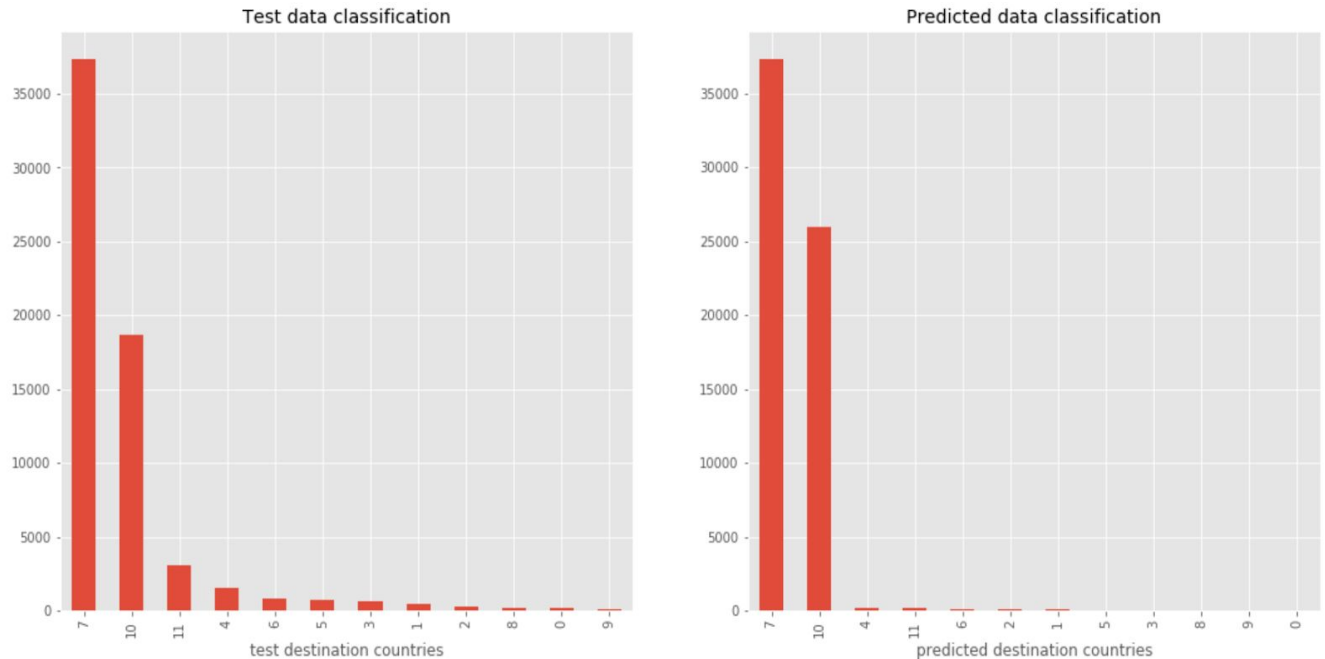 Test data classification
35000
30000
25000
20000
15000
10000
5000
0
7 10 11 4 6 5 3 1 2 8 0 9
test destination countries
Predicted data classification
35000
30000
25000
20000
15000
10000
5000
0
7 10 4 11 6 2 1 5 3 8 9 0
predicted destination countries